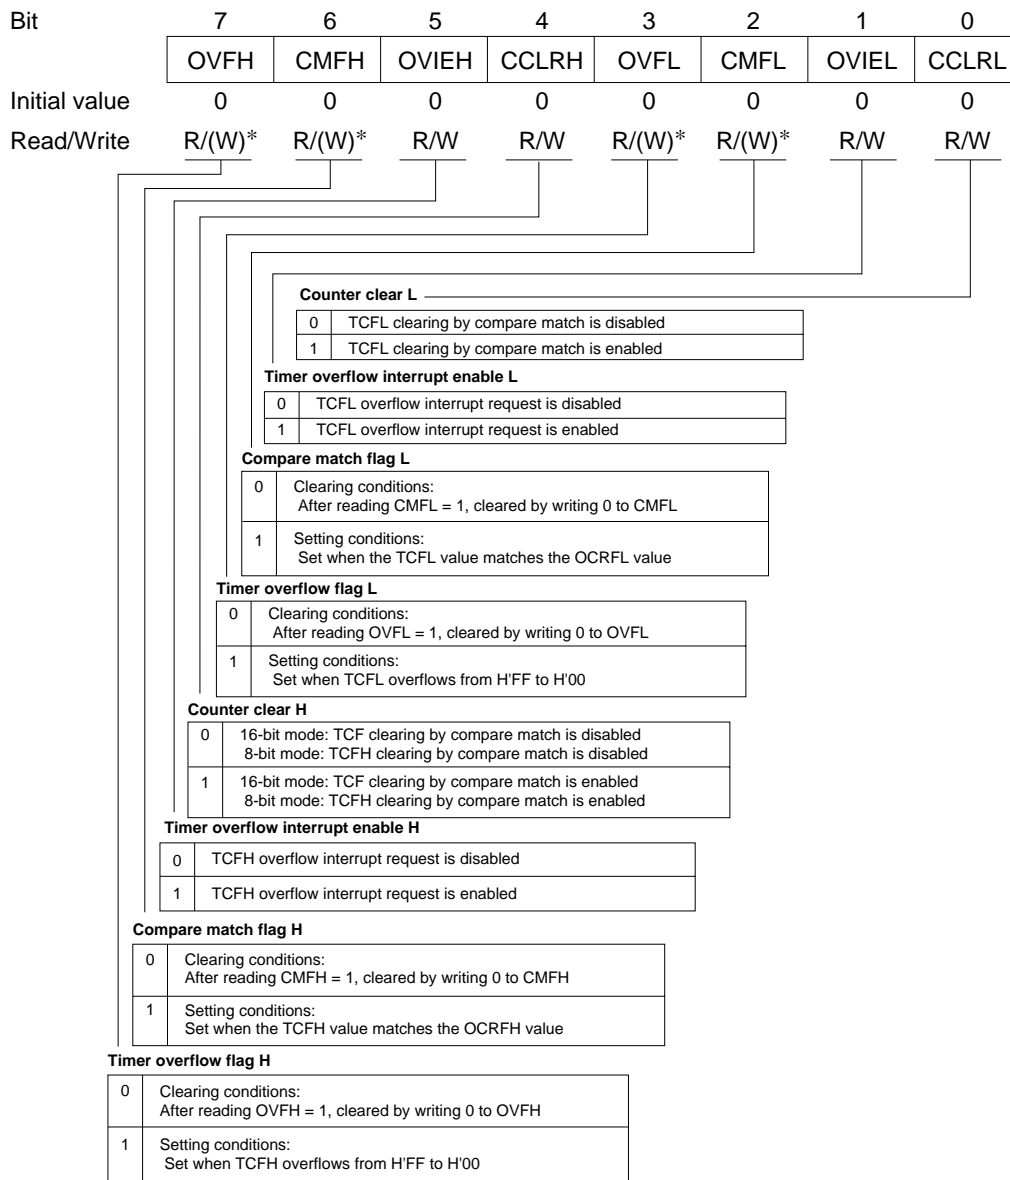 Bit 7 6 5 4 3 2 1 0
OVFH CMFH OVIEH CCLRH OVFL CMFL OVIEL CCLRL
Initial value 0 0 0 0 0 0 0 0
Read/Write R/(W)* R/(W)* R/W R/W R/(W)* R/(W)* R/W R/W
Counter clear L
0 TCFL clearing by compare match is disabled
1 TCFL clearing by compare match is enabled
Timer overflow interrupt enable L
0 TCFL overflow interrupt request is disabled
1 TCFL overflow interrupt request is enabled
Compare match flag L
0 Clearing conditions:
After reading CMFL = 1, cleared by writing 0 to CMFL
1 Setting conditions:
Set when the TCFL value matches the OCRFL value
Timer overflow flag L
0 Clearing conditions:
After reading OVFL = 1, cleared by writing 0 to OVFL
1 Setting conditions:
Set when TCFL overflows from H'FF to H'00
Counter clear H
0 16-bit mode: TCF clearing by compare match is disabled
8-bit mode: TCFH clearing by compare match is disabled
1 16-bit mode: TCF clearing by compare match is enabled
8-bit mode: TCFH clearing by compare match is enabled
Timer overflow interrupt enable H
0 TCFH overflow interrupt request is disabled
1 TCFH overflow interrupt request is enabled
Compare match flag H
0 Clearing conditions:
After reading CMFH = 1, cleared by writing 0 to CMFH
1 Setting conditions:
Set when the TCFH value matches the OCRFH value
Timer overflow flag H
0 Clearing conditions:
After reading OVFH = 1, cleared by writing 0 to OVFH
1 Setting conditions:
Set when TCFH overflows from H'FF to H'00